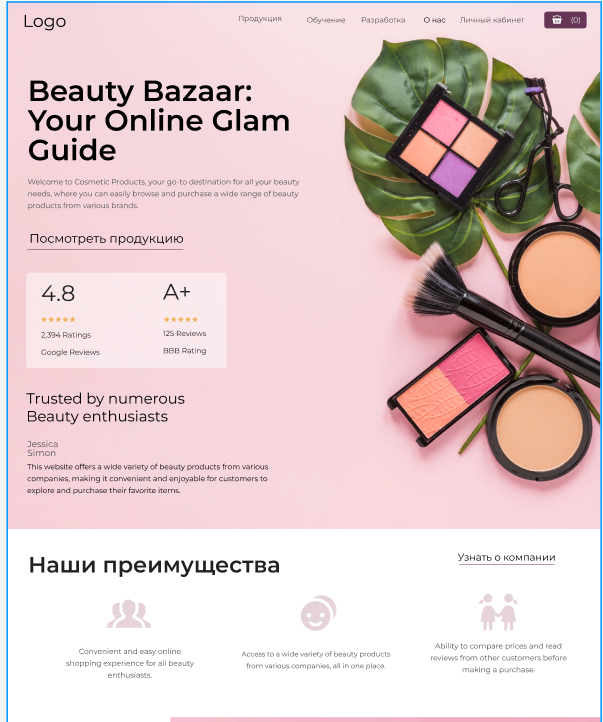 Logo
Продукция
Обучение
Разработка
О нас
Личный кабинет
(0)
Beauty Bazaar:
Your Online Glam
Guide
Welcome to Cosmetic Products, your go-to destination for all your beauty
needs, where you can easily browse and purchase a wide range of beauty
products from various brands.
Посмотреть продукцию
4.8
A+
★★★★★
★★★★★
2,394 Ratings
125 Reviews
Google Reviews
BBB Rating
Trusted by numerous
Beauty enthusiasts
Jessica
Simon
This website offers a wide variety of beauty products from various
companies, making it convenient and enjoyable for customers to
explore and purchase their favorite items.
Наши преимущества
Узнать о компании
Convenient and easy online
shopping experience for all beauty
enthusiasts.
Access to a wide variety of beauty products
from various companies, all in one place.
Ability to compare prices and read
reviews from other customers before
making a purchase.